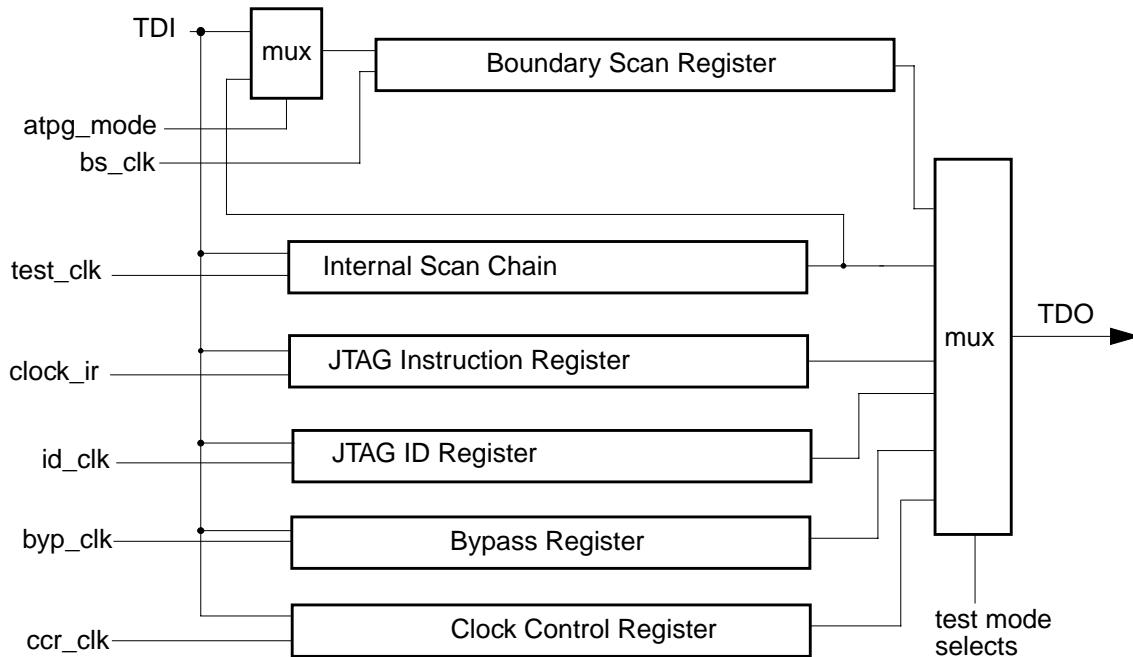 TDI
mux
Boundary Scan Register
atpg_mode
bs_clk
Internal Scan Chain
test_clk
TDO
mux
JTAG Instruction Register
clock_ir
JTAG ID Register
id_clk
Bypass Register
byp_clk
test mode
selects
Clock Control Register
ccr_clk